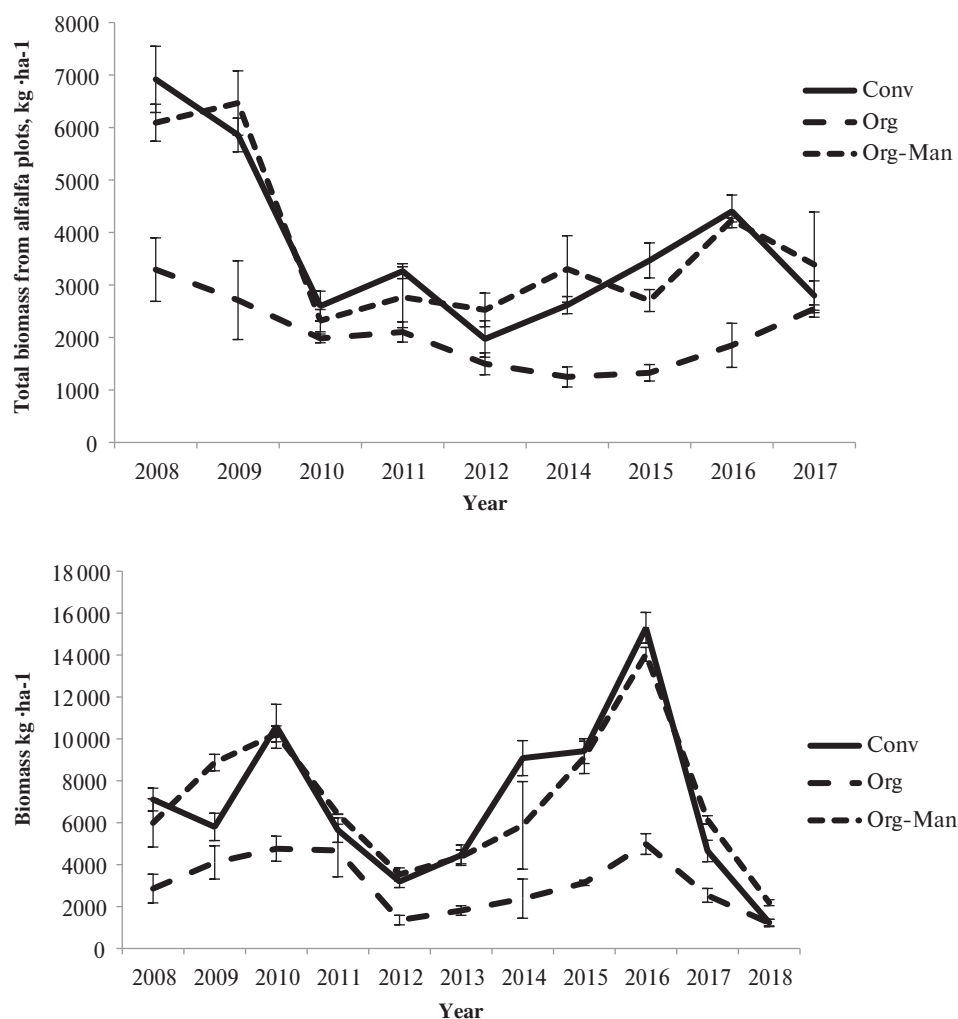 8000
7000
6000
5000
4000
3000
2000
1000
0
Total biomass from alfalfa plots, kg·ha-1
Conv
Org
Org-Man
2008 2009 2010 2011 2012 2014 2015 2016 2017
Year
18 000
16 000
14 000
12 000
10 000
8000
6000
4000
2000
0
Biomass kg·ha-1
Conv
Org
Org-Man
2008 2009 2010 2011 2012 2013 2014 2015 2016 2017 2018
Year